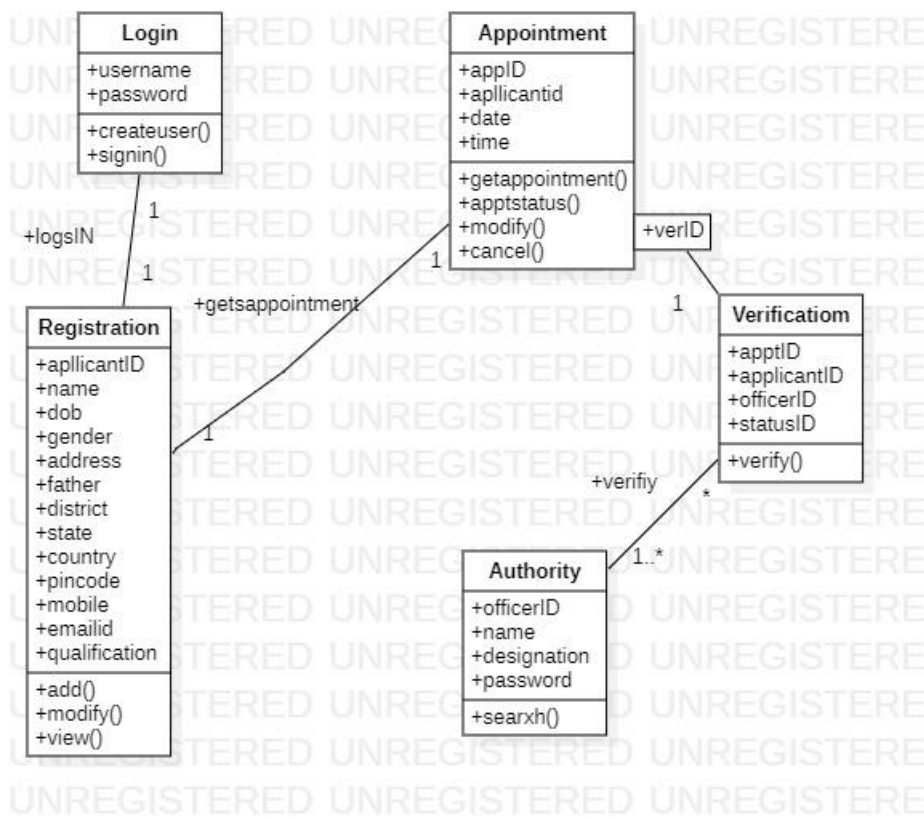 Login
+username
+password
+createuser()
+signin()
Appointment
+appID
+apllicantid
+date
+time
+getappointment()
+apptstatus()
+modify()
+cancel()
+verID
1
+logsIN
1
1
+getsappointment
1
1
Registration
+apllicantID
+name
+dob
+gender
+address
+father
+district
+state
+country
+pincode
+mobile
+emailid
+qualification
+add()
+modify()
+view()
Verificatiom
+apptID
+applicantID
+officerID
+statusID
+verify()
+verifiy
*
1..*
Authority
+officerID
+name
+designation
+password
+searxh()
UNREGISTERED UNREGISTERED UNREGISTERE